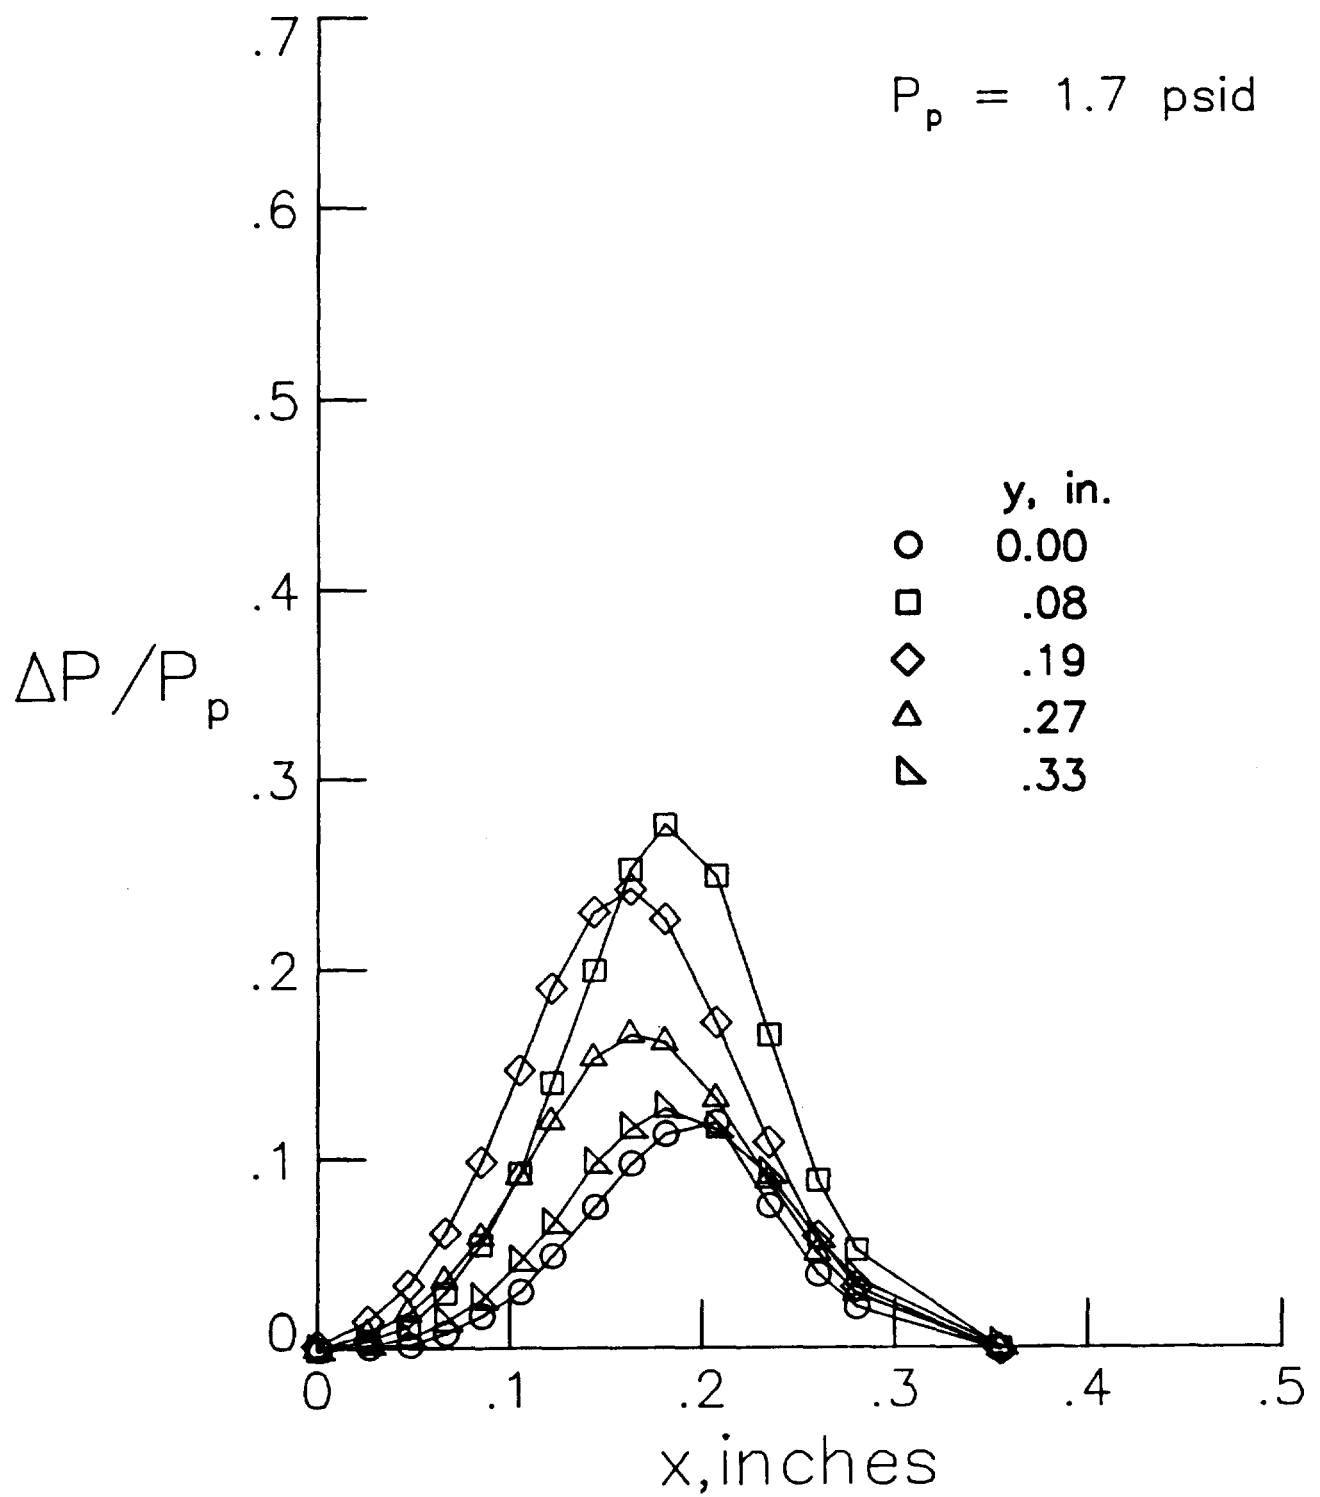 .7
P_p = 1.7 psid
.6
.5
y, in.
0.00
.08
.4
.19
ΔP/P_p
.27
.33
.3
.2
.1
0
0 .1 .2 .3 .4 .5
x,inches